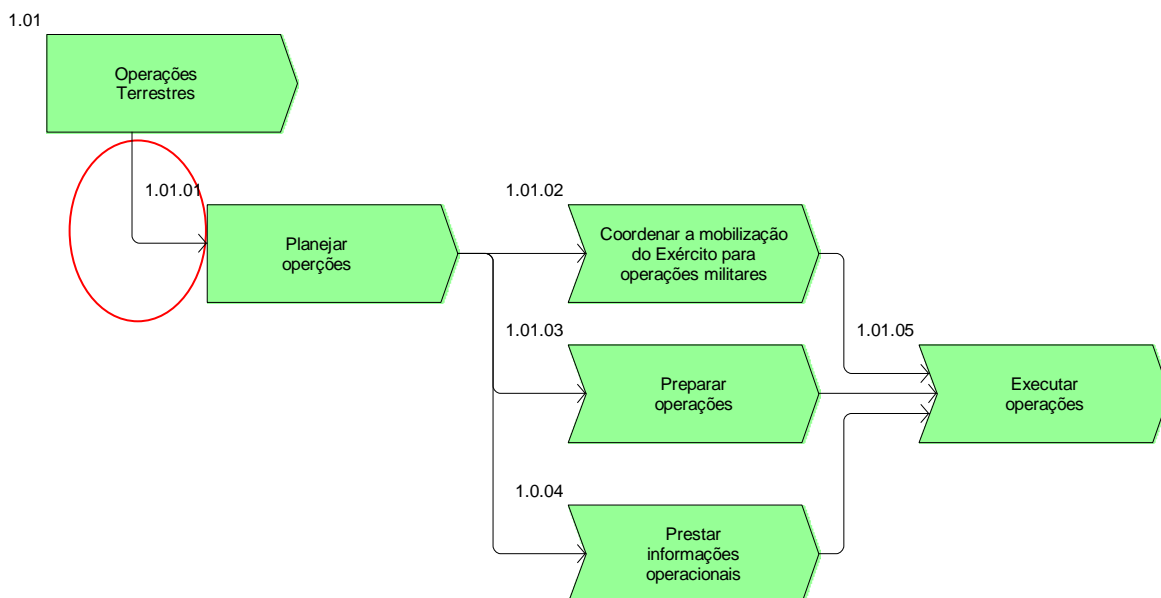 1.01
Operações
Terrestres
1.01.01
Planejar
operções
1.01.02
Coordenar a mobilização
do Exército para
operações militares
1.01.03
Preparar
operações
1.0.04
Prestar
informações
operacionais
1.01.05
Executar
operações